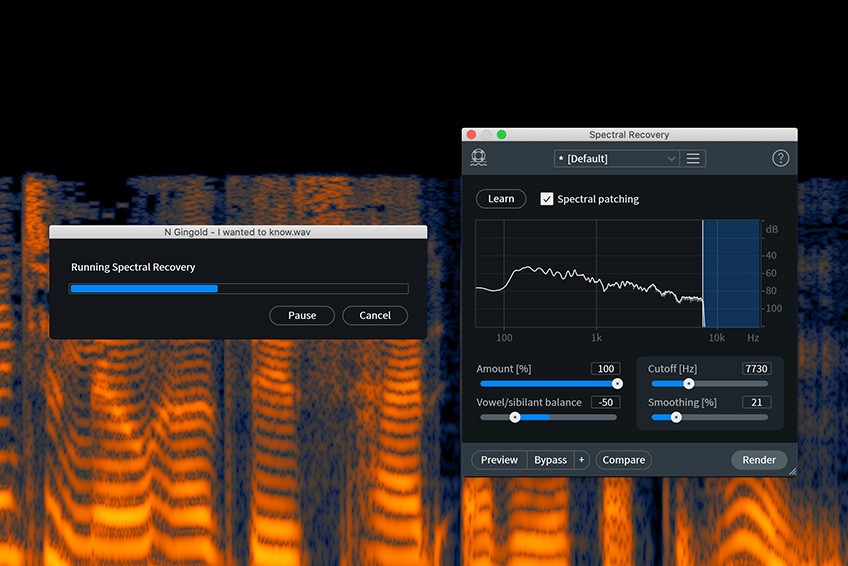 Spectral Recovery
* [Default]
?
Learn
Spectral patching
dB
-40
-60
-80
-100
100 1k 10k Hz
Amount [%] 100
Cutoff [Hz] 7730
Vowel/sibilant balance -50
Smoothing [%] 21
Preview Bypass + Compare Render
N Gingold - I wanted to know.wav
Running Spectral Recovery
Pause Cancel